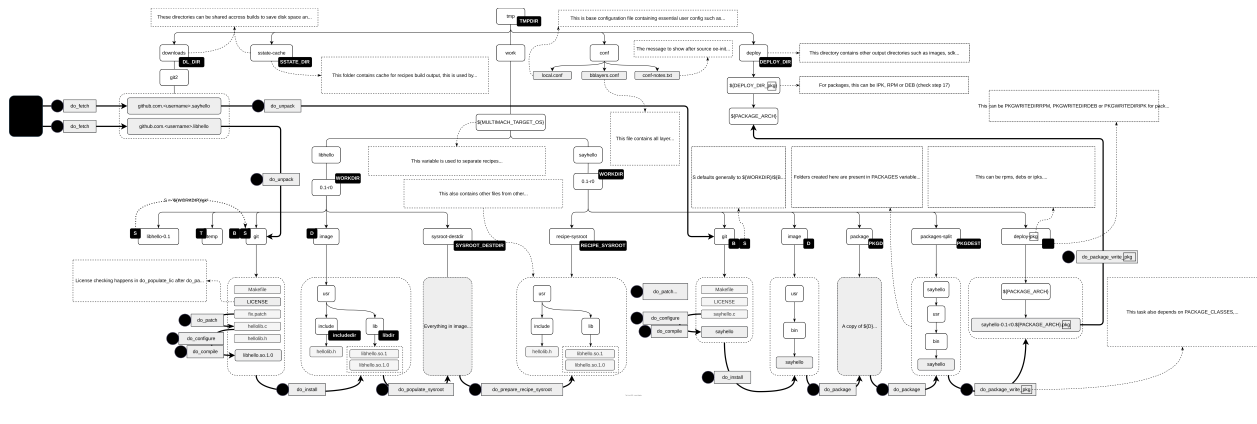 These directories can be shared accross builds to save disk space an...
tmp
TMPDIR
This is base configuration file containing essential user config such as...
downloads
DL_DIR
sstate-cache
SSTATE_DIR
work
conf
The message to show after source oe-init...
deploy
DEPLOY_DIR
This directory contains other output directories such as images, sdk...
git2
This folder contains cache for recipes build output, this is used by...
local.conf
bblayers.conf
conf-notes.txt
${DEPLOY_DIR_pkg}
For packages, this can be IPK, RPM or DEB (check step 17)
do_fetch
github.com.<username>.sayhello
do_unpack
This can be PKGWRITEDIRRPM, PKGWRITEDIRDEB or PKGWRITEDIRIPK for pack...
${PACKAGE_ARCH}
do_fetch
github.com.<username>.libhello
${MULTIMACH_TARGET_OS}
This file contains all layer...
libhello
This variable is used to separate recipes...
sayhello
do_unpack
WORKDIR
0.1-r0
WORKDIR
0.1-r0
S defaults generally to ${WORKDIR}/${B...
Folders created here are present in PACKAGES variable...
This can be rpms, debs or ipks....
This also contains other files from other...
S
libhello-0.1
T
temp
B
S
git
D
image
sysroot-destdir
SYSROOT_DESTDIR
recipe-sysroot
RECIPE_SYSROOT
git
B
S
image
D
package
PKGD
packages-split
PKGDEST
deploy-pkg
do_package_write_pkg
License checking happens in do_populate_lic after do_pa...
Makefile
LICENSE
fix.patch
hellolib.c
hellolib.h
libhello.so.1.0
do_patch
do_configure
do_compile
usr
include
includedir
lib
libdir
hellolib.h
libhello.so.1
libhello.so.1.0
Everything in image...
usr
include
lib
hellolib.h
libhello.so.1
libhello.so.1.0
do_patch...
do_configure
do_compile
Makefile
LICENSE
sayhello.c
sayhello
usr
bin
sayhello
A copy of ${D}...
sayhello
usr
bin
sayhello
${PACKAGE_ARCH}
sayhello-0.1-r0.${PACKAGE_ARCH}.pkg
This task also depends on PACKAGE_CLASSES....
do_install
do_populate_sysroot
do_prepare_recipe_sysroot
do_install
do_package
do_package
do_package_write_pkg